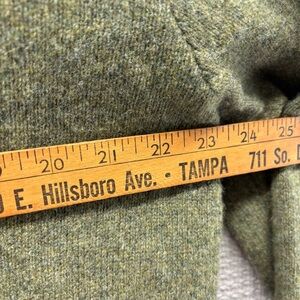 20 21 22 23 24 25
E. Hillsboro Ave. • TAMPA 711 So.